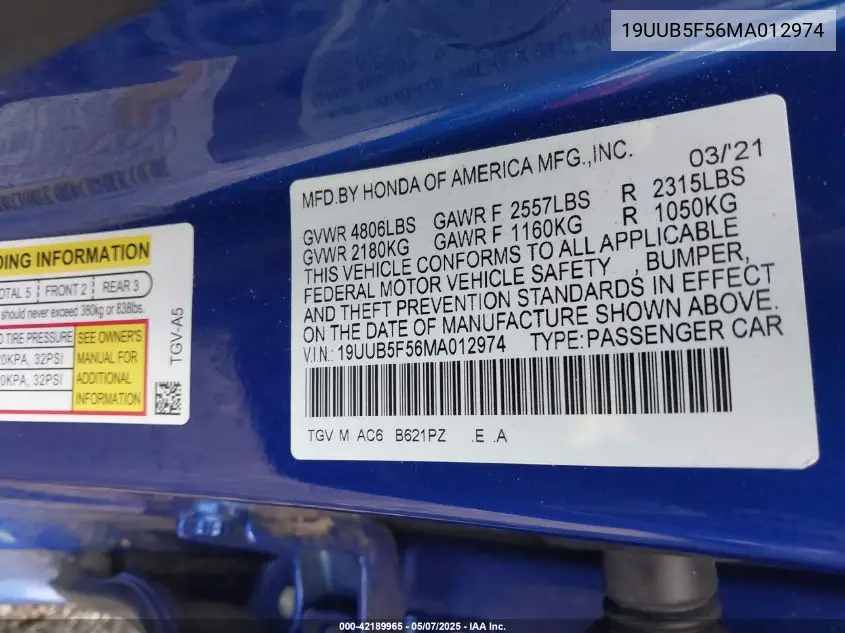 19UUB5F56MA012974
MFD.BY HONDA OF AMERICA MFG.,INC. 03/'21
GVWR 4806LBS GAWR F 2557LBS R 2315LBS
GVWR 2180KG GAWR F 1160KG R 1050KG
THIS VEHICLE CONFORMS TO ALL APPLICABLE
FEDERAL MOTOR VEHICLE SAFETY , BUMPER,
AND THEFT PREVENTION STANDARDS IN EFFECT
ON THE DATE OF MANUFACTURE SHOWN ABOVE.
V.I.N.: 19UUB5F56MA012974 TYPE:PASSENGER CAR
TGV M AC6 B621PZ .E .A
DING INFORMATION
OTAL 5 FRONT 2 REAR 3
should never exceed 380kg or 838lbs.
TIRE PRESSURE SEE OWNER'S
0KPA, 32PSI MANUAL FOR
0KPA, 32PSI ADDITIONAL
INFORMATION
TGV-A5
000-42189965 - 05/07/2025 - IAA Inc.